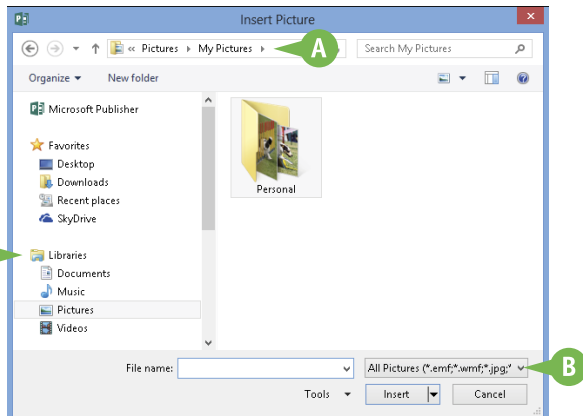 Insert Picture
« Pictures My Pictures A Search My Pictures
Organize New folder
Microsoft Publisher
Favorites
Desktop
Downloads
Recent places
SkyDrive
Personal
Libraries
Documents
Music
Pictures
Videos
File name: All Pictures (*.emf;*.wmf;*.jpg;* B
Tools Insert Cancel